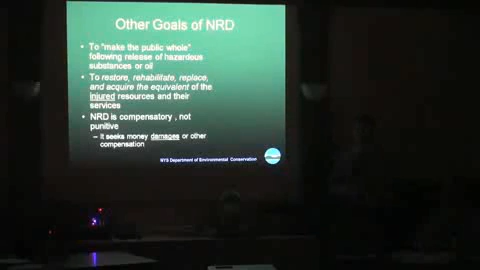 Other Goals of NRD
• To "make the public whole"
following release of hazardous
substances or oil
• To restore, rehabilitate, replace,
and acquire the equivalent of the
injured resources and their
services
• NRD is compensatory , not
punitive
– It seeks money damages or other
compensation
NYS Department of Environmental Conservation